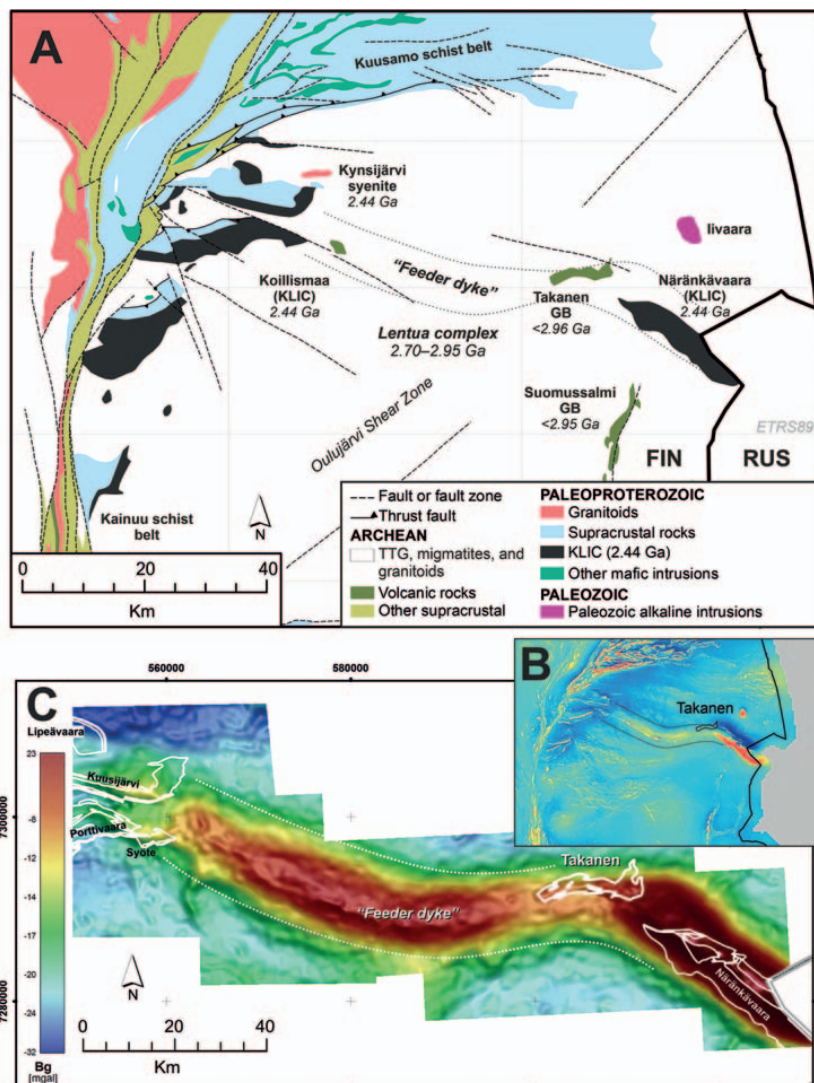 A
Kuusamo schist belt
Kynsijärvi
syenite
2.44 Ga
Iivaara
"Feeder dyke"
Koillismaa
(KLIC)
2.44 Ga
Takanen
GB
<2.96 Ga
Näränkävaara
(KLIC)
2.44 Ga
Lentua complex
2.70–2.95 Ga
Suomussalmi
GB
<2.95 Ga
Oulujärvi Shear Zone
ETRS89
FIN
RUS
Kainuu schist
belt
N
0 20 40
Km
Fault or fault zone
Thrust fault
ARCHEAN
TTG, migmatites, and
granitoids
Volcanic rocks
Other supracrustal
PALEOPROTEROZOIC
Granitoids
Supracrustal rocks
KLIC (2.44 Ga)
Other mafic intrusions
PALEOZOIC
Paleozoic alkaline intrusions
B
Takanen
C
560000
580000
7300000
7280000
Lipeävaara
23
-8
-12
-14
-17
-19
-21
-24
-32
Bg
[mgal]
Kuusijärvi
Porttivaara
Syöte
"Feeder dyke"
Takanen
Näränkävaara
N
0 20 40
Km